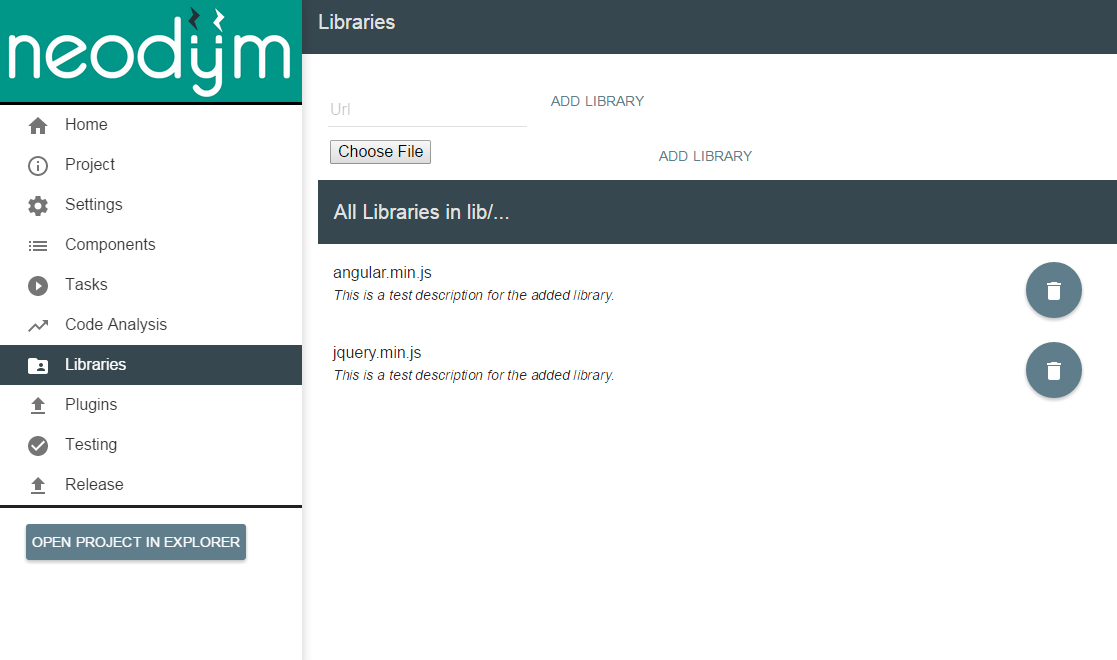 neodÿm
Home
Project
Settings
Components
Tasks
Code Analysis
Libraries
Plugins
Testing
Release
OPEN PROJECT IN EXPLORER
Libraries
Url
ADD LIBRARY
Choose File
ADD LIBRARY
All Libraries in lib/...
angular.min.js
This is a test description for the added library.
jquery.min.js
This is a test description for the added library.